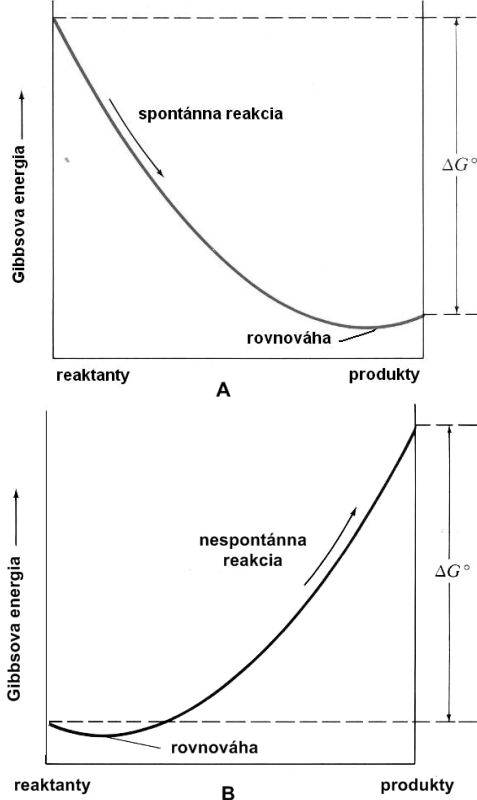 spontánna reakcia
Gibbsova energia
ΔG°
rovnováha
reaktanty
produkty
A
nespontánna
reakcia
Gibbsova energia
ΔG°
rovnováha
reaktanty
produkty
B